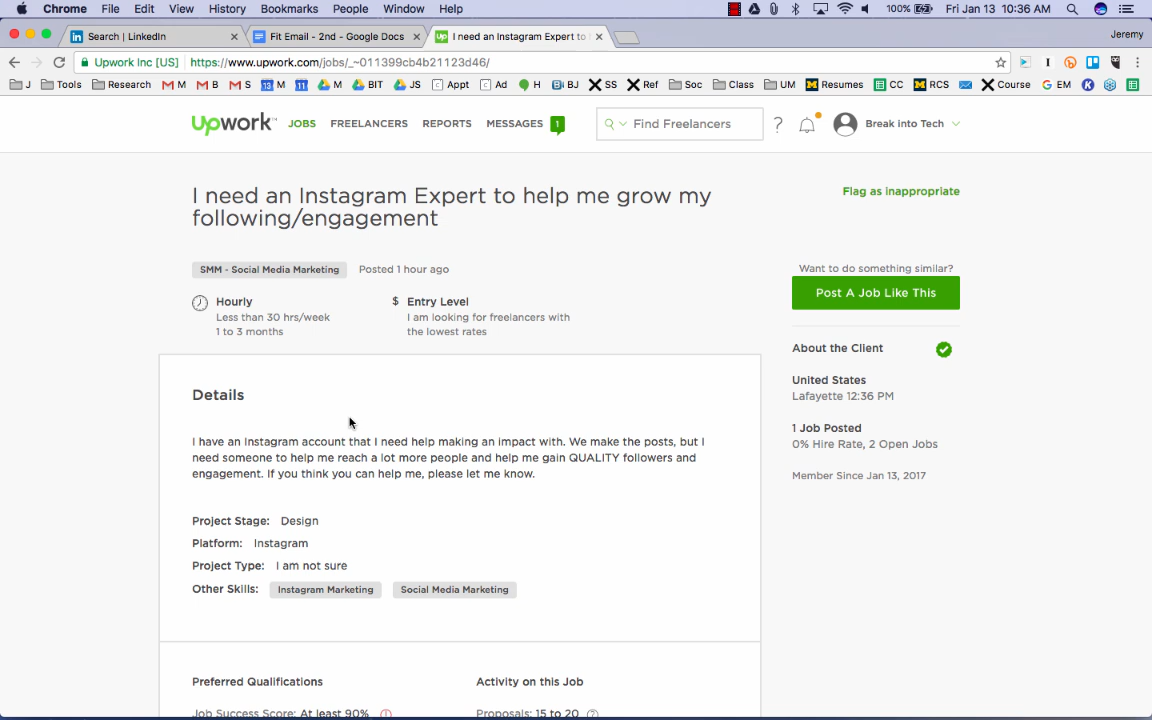 Chrome File Edit View History Bookmarks People Window Help 100% Fri Jan 13 10:36 AM
Search | LinkedIn Fit Email - 2nd - Google Docs I need an Instagram Expert to Jeremy
Upwork Inc [US] https://www.upwork.com/jobs/_~011399cb4b21123d46/
J Tools Research M M M B M S 13 M 11 M BIT JS c Appt c Ad H B BJ SS Ref Soc Class UM Resumes CC RCS Course G EM K
upwork JOBS FREELANCERS REPORTS MESSAGES 1 Find Freelancers ? Break into Tech
I need an Instagram Expert to help me grow my
following/engagement
Flag as inappropriate
SMM - Social Media Marketing Posted 1 hour ago
Want to do something similar?
Post A Job Like This
Hourly
Less than 30 hrs/week
1 to 3 months
$ Entry Level
I am looking for freelancers with
the lowest rates
About the Client
United States
Lafayette 12:36 PM
1 Job Posted
0% Hire Rate, 2 Open Jobs
Member Since Jan 13, 2017
Details
I have an Instagram account that I need help making an impact with. We make the posts, but I
need someone to help me reach a lot more people and help me gain QUALITY followers and
engagement. If you think you can help me, please let me know.
Project Stage: Design
Platform: Instagram
Project Type: I am not sure
Other Skills: Instagram Marketing Social Media Marketing
Preferred Qualifications
Job Success Score: At least 90%
Activity on this Job
Proposals: 15 to 20 ?